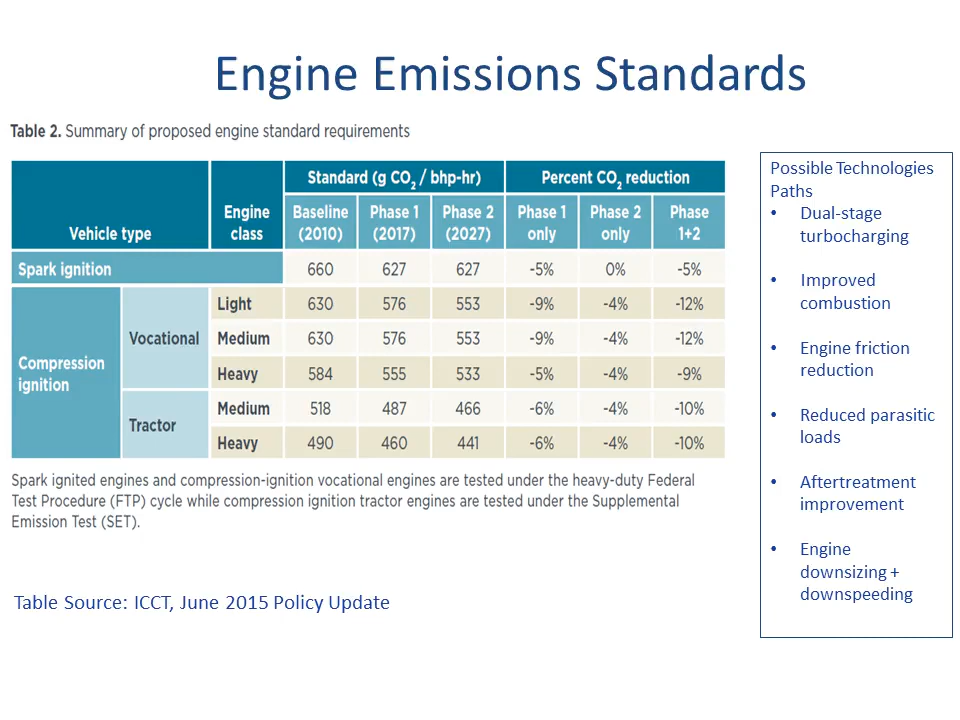 Engine Emissions Standards
Table 2. Summary of proposed engine standard requirements
Vehicle type
Engine
class
Standard (g CO2 / bhp-hr)
Percent CO2 reduction
Baseline
(2010)
Phase 1
(2017)
Phase 2
(2027)
Phase 1
only
Phase 2
only
Phase
1+2
Spark ignition 660 627 627 -5% 0% -5%
Compression
ignition
Vocational
Light 630 576 553 -9% -4% -12%
Medium 630 576 553 -9% -4% -12%
Heavy 584 555 533 -5% -4% -9%
Tractor
Medium 518 487 466 -6% -4% -10%
Heavy 490 460 441 -6% -4% -10%
Spark ignited engines and compression-ignition vocational engines are tested under the heavy-duty Federal
Test Procedure (FTP) cycle while compression ignition tractor engines are tested under the Supplemental
Emission Test (SET).
Table Source: ICCT, June 2015 Policy Update
Possible Technologies
Paths
• Dual-stage
turbocharging
• Improved
combustion
• Engine friction
reduction
• Reduced parasitic
loads
• Aftertreatment
improvement
• Engine
downsizing +
downspeeding